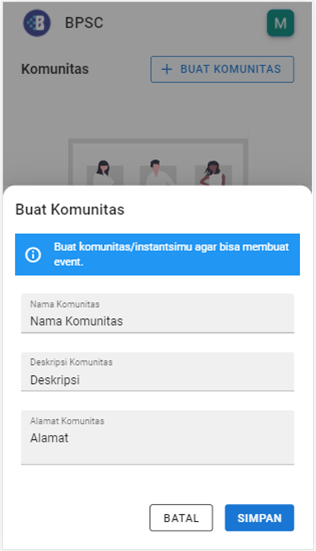 BPSC
M
Komunitas
+ BUAT KOMUNITAS
Buat Komunitas
Buat komunitas/instantsimu agar bisa membuat
event.
Nama Komunitas
Nama Komunitas
Deskripsi Komunitas
Deskripsi
Alamat Komunitas
Alamat
BATAL
SIMPAN